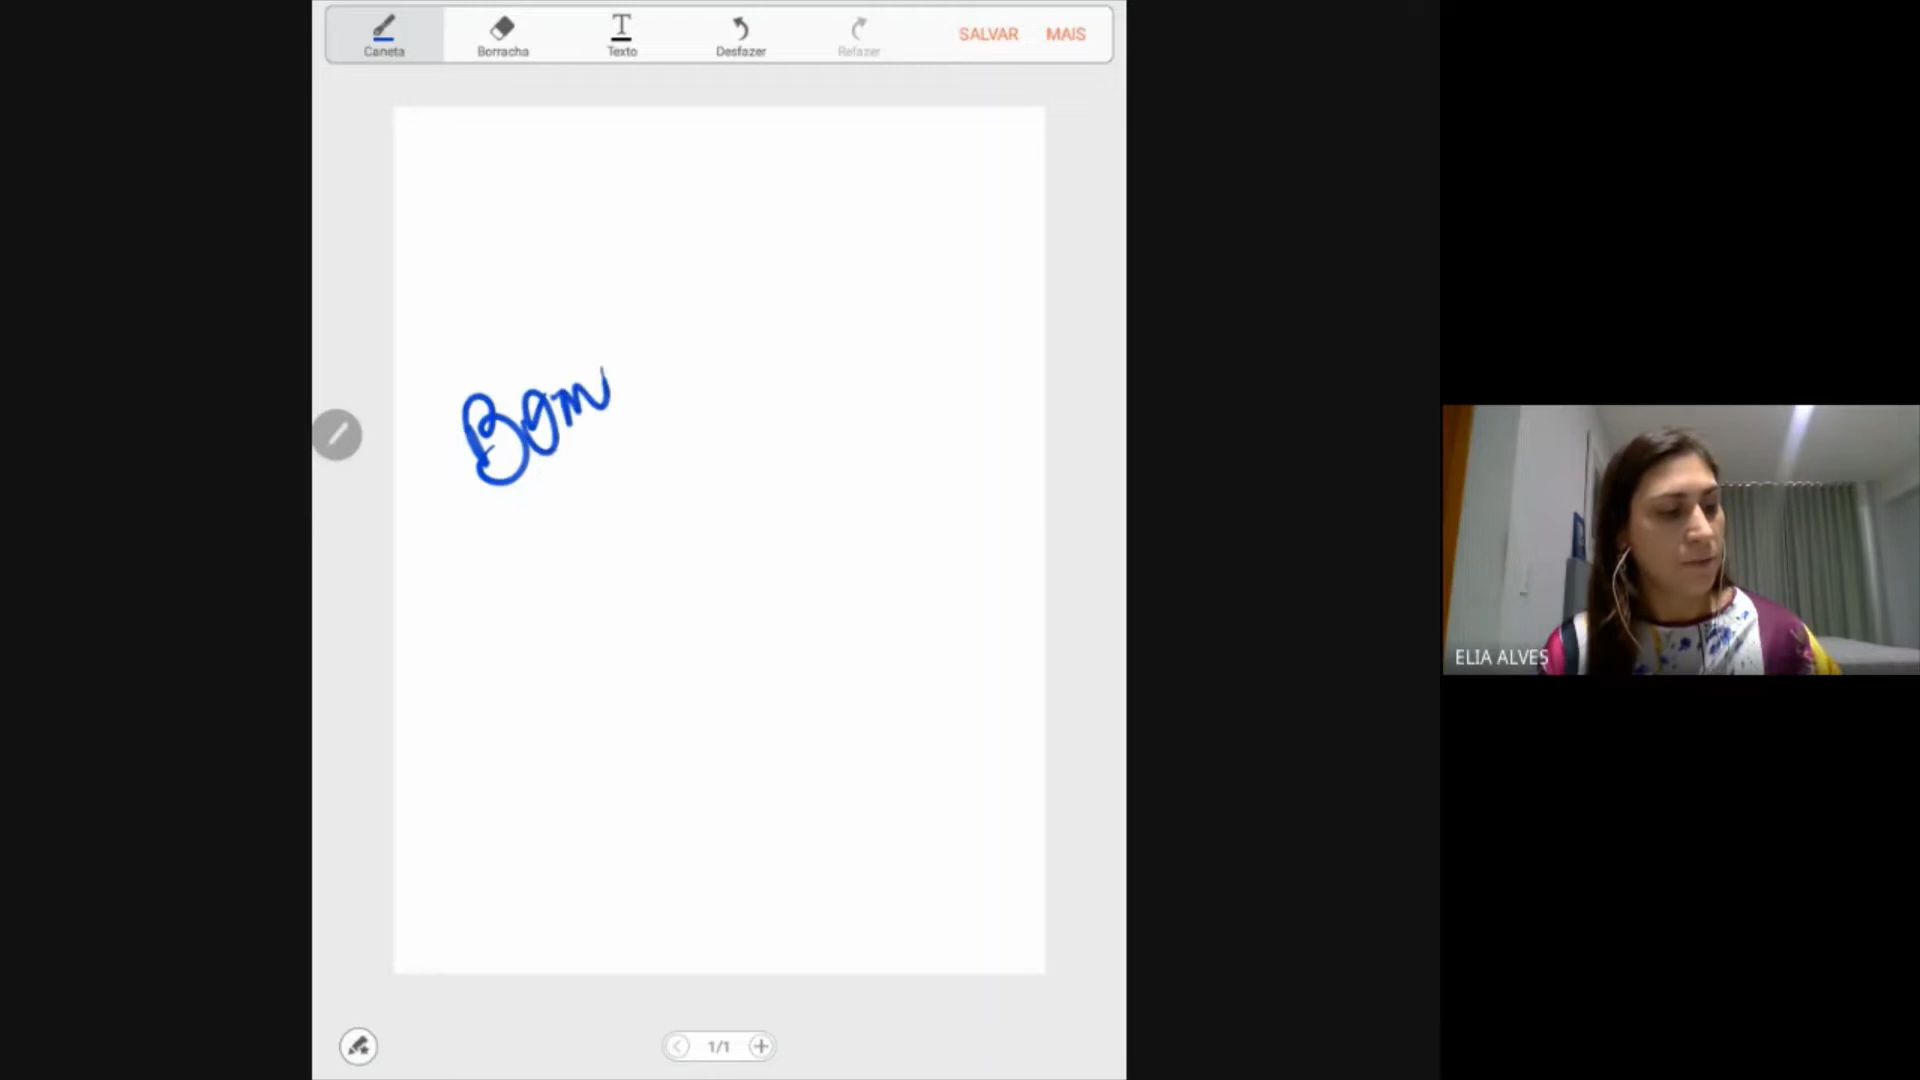 Caneta
Borracha
Texto
Desfazer
Refazer
SALVAR
MAIS
Bom
1/1
ELIA ALVES